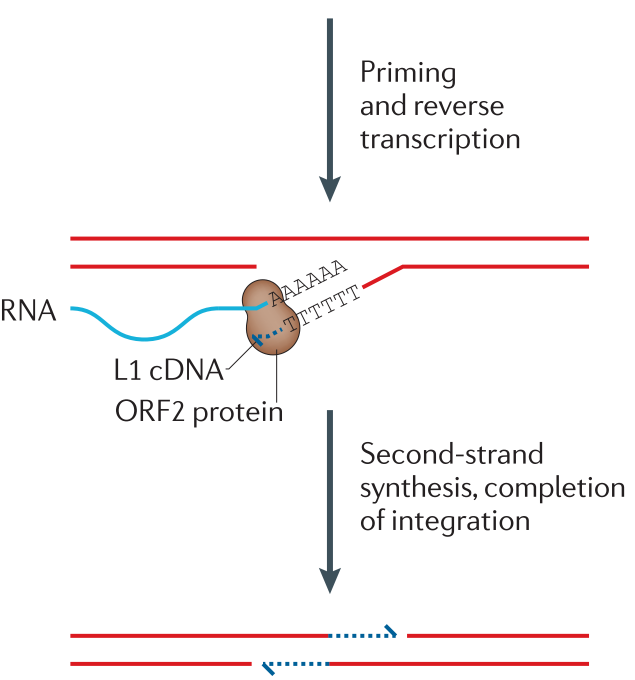 Priming
and reverse
transcription
AAAAAA
RNA
TTTTTT
L1 cDNA
ORF2 protein
Second-strand
synthesis, completion
of integration